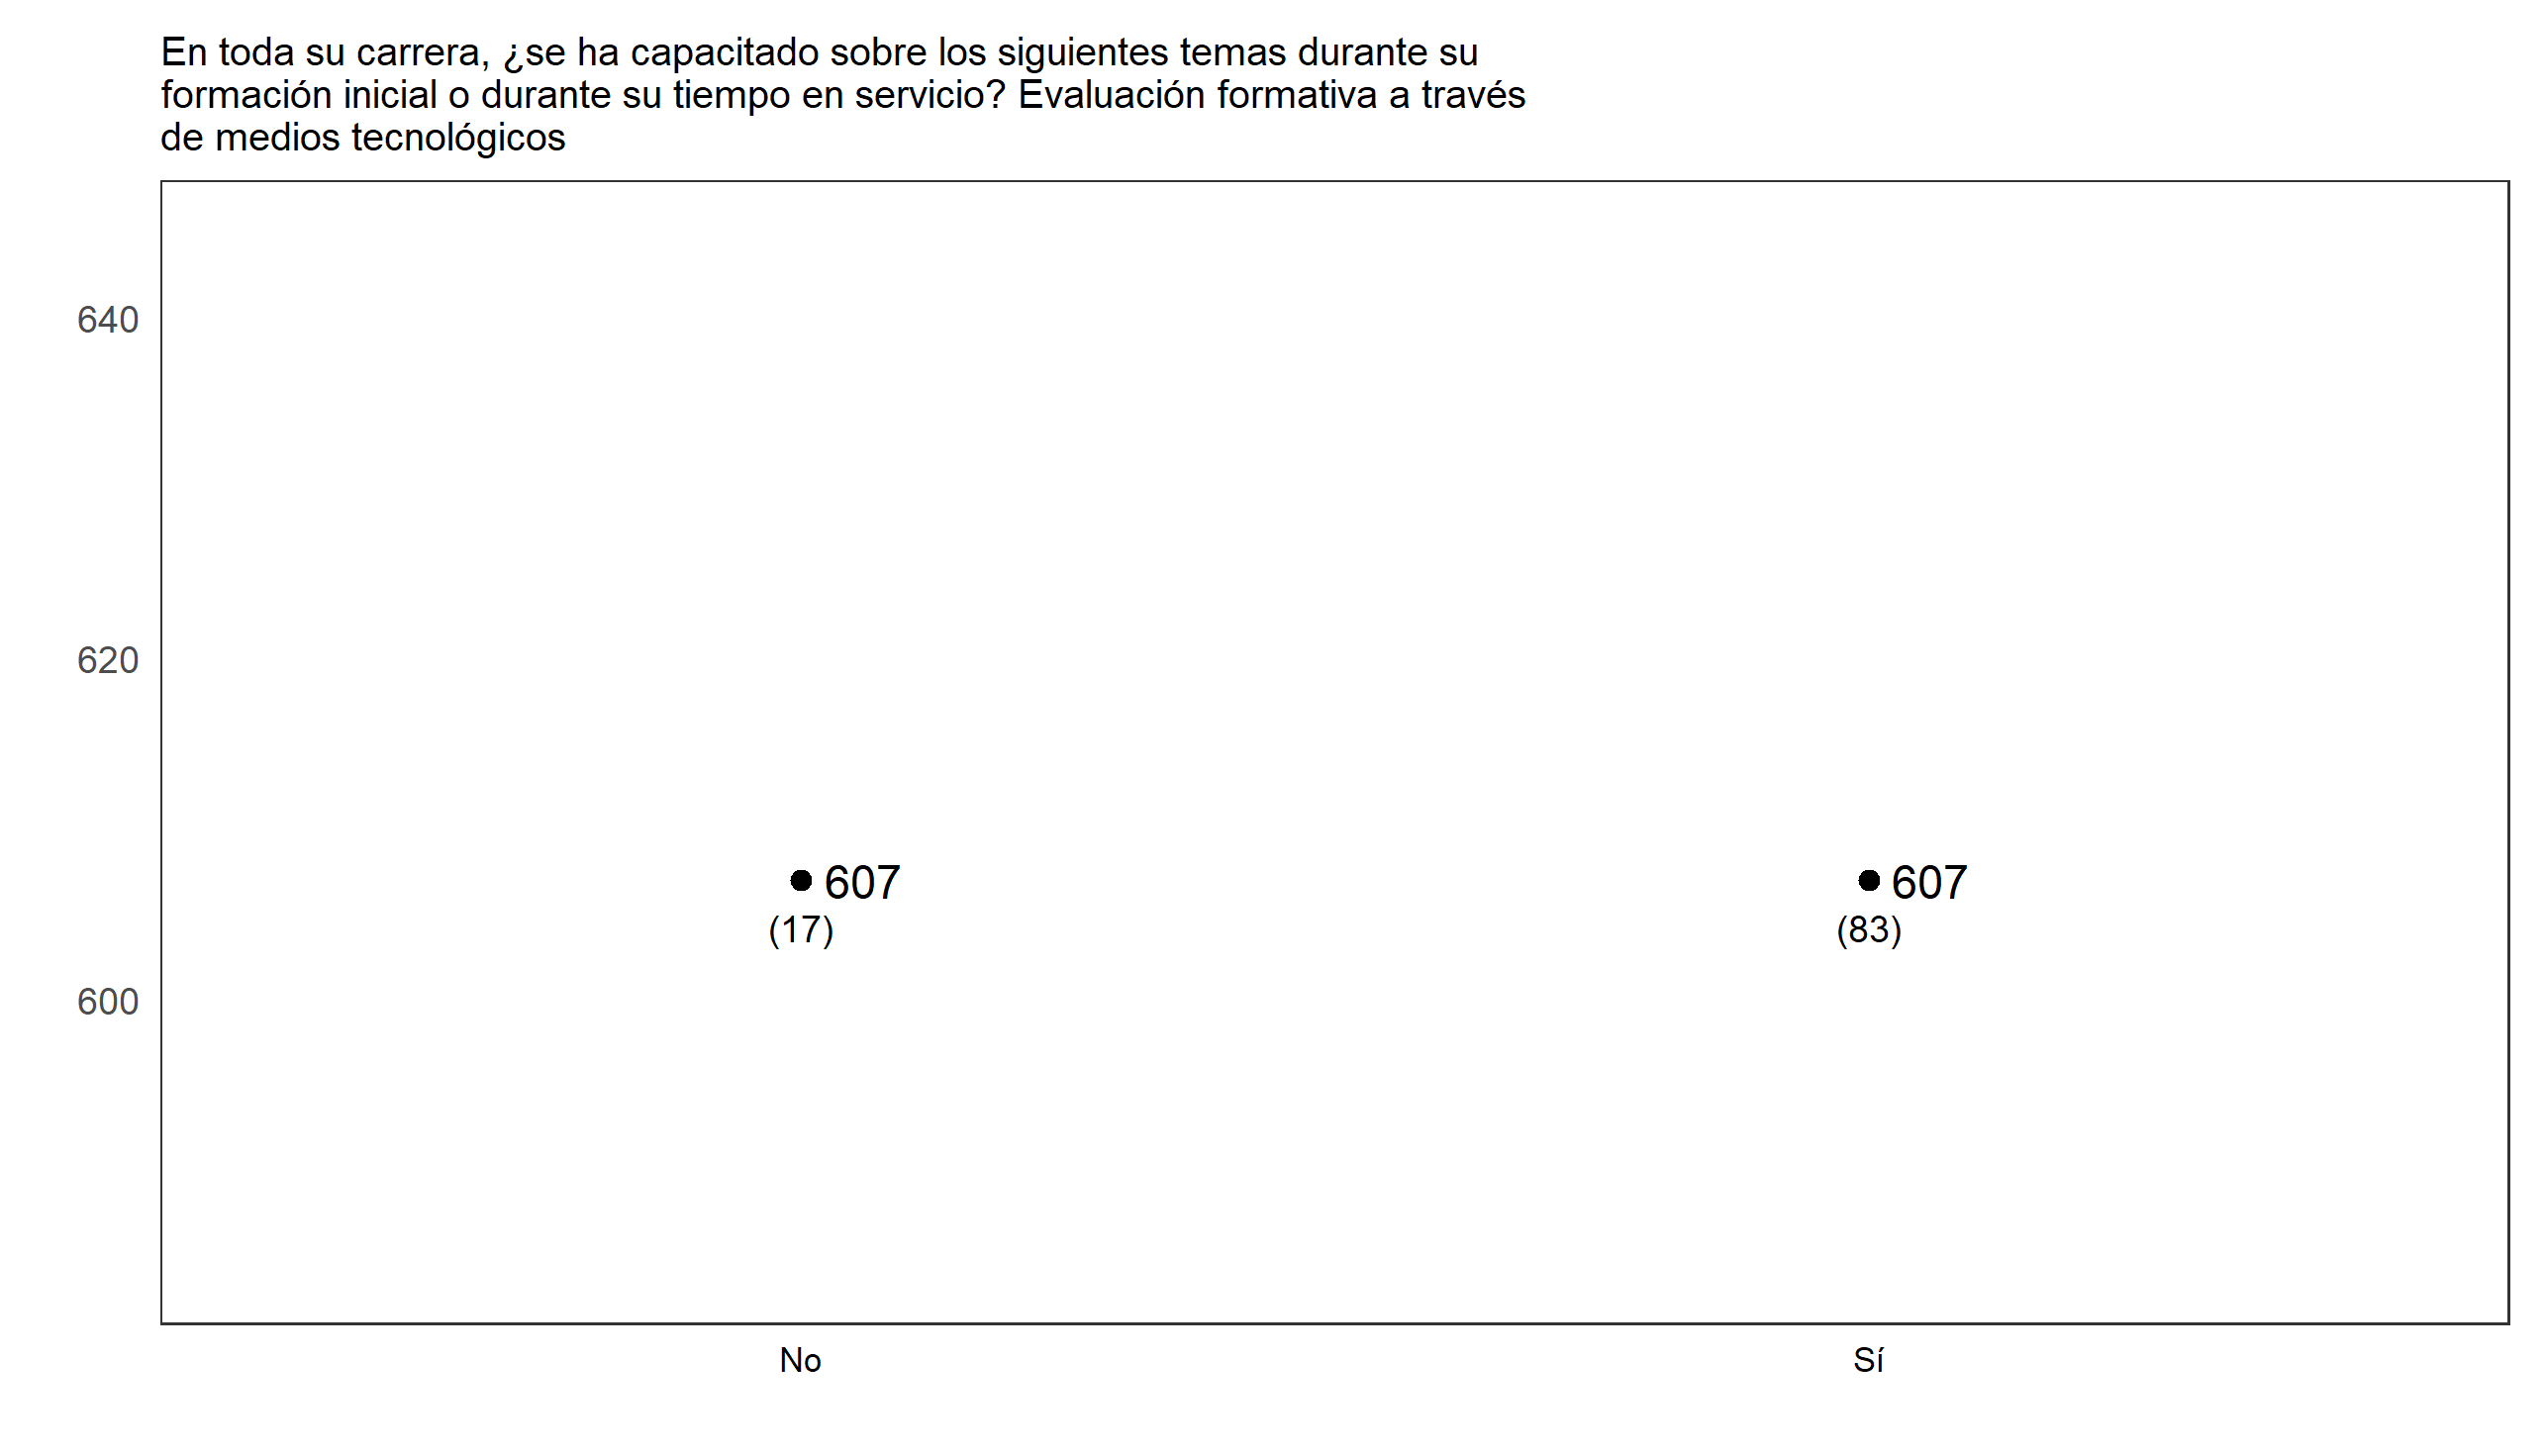 En toda su carrera, ¿se ha capacitado sobre los siguientes temas durante su
formación inicial o durante su tiempo en servicio? Evaluación formativa a través
de medios tecnológicos
640
620
607 607
(17) (83)
600
No Sí